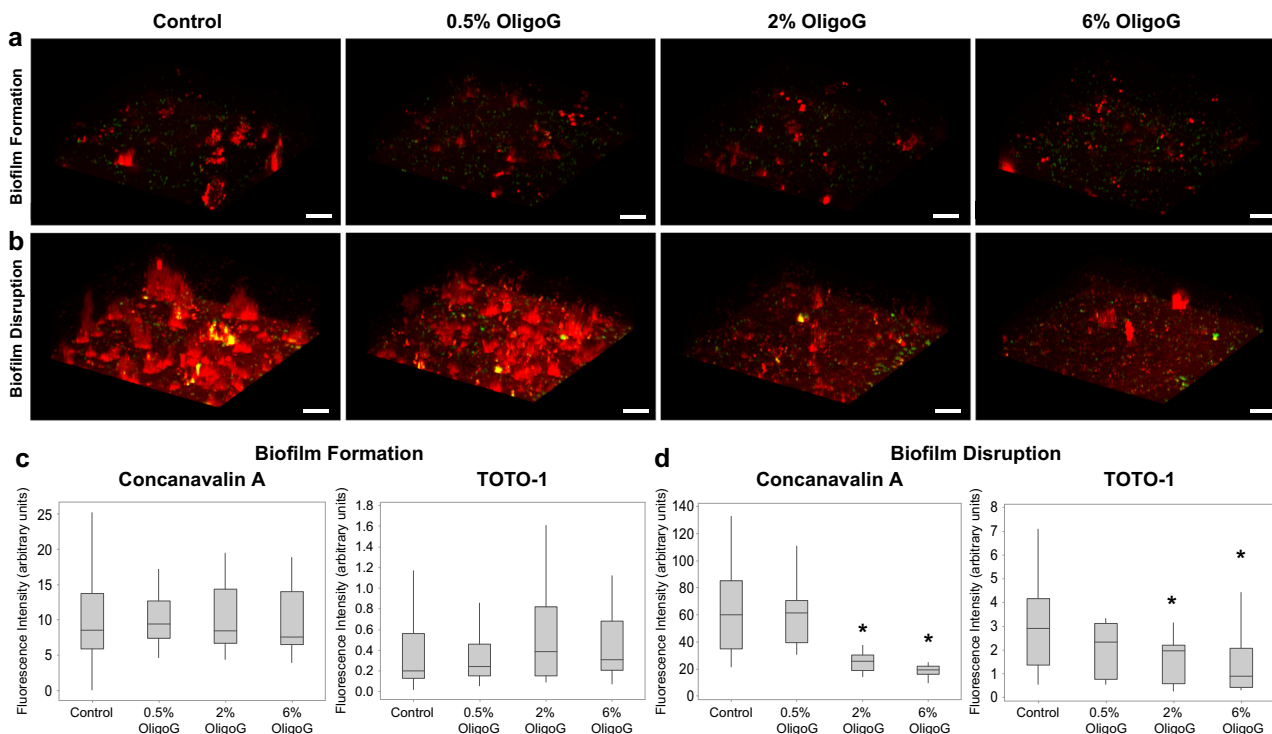 Control 0.5% OligoG 2% OligoG 6% OligoG
a
Biofilm Formation
b
Biofilm Disruption
c
Biofilm Formation
Concanavalin A
Fluorescence Intensity (arbitrary units)
25
20
15
10
5
0
Control 0.5% 2% 6%
OligoG OligoG OligoG
TOTO-1
Fluorescence Intensity (arbitrary units)
1.8
1.6
1.4
1.2
1.0
0.8
0.6
0.4
0.2
0.0
Control 0.5% 2% 6%
OligoG OligoG OligoG
d
Biofilm Disruption
Concanavalin A
Fluorescence Intensity (arbitrary units)
140
120
100
80
60
40
20
0
* *
Control 0.5% 2% 6%
OligoG OligoG OligoG
TOTO-1
Fluorescence Intensity (arbitrary units)
8
7
6
5
4
3
2
1
0
* *
Control 0.5% 2% 6%
OligoG OligoG OligoG